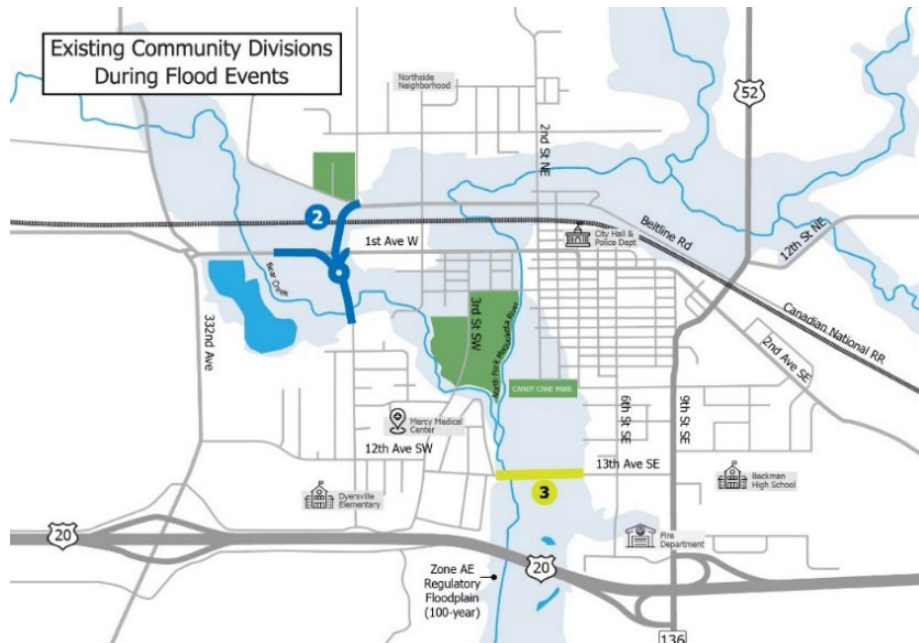 Existing Community Divisions
During Flood Events
Northside
Neighborhood
52
2nd St NE
2
1st Ave W
City Hall &
Police Dept
Beltline Rd
12th St NE
Bear Creek
332nd Ave
3rd St SW
North Fork Maquoketa River
Canadian National RR
2nd Ave SE
CANDY CANE PARK
6th St SE
9th St SE
Mercy Medical
Center
12th Ave SW
13th Ave SE
3
Beckman
High School
Dyersville
Elementary
20
Fire
Department
20
Zone AE
Regulatory
Floodplain
(100-year)
136